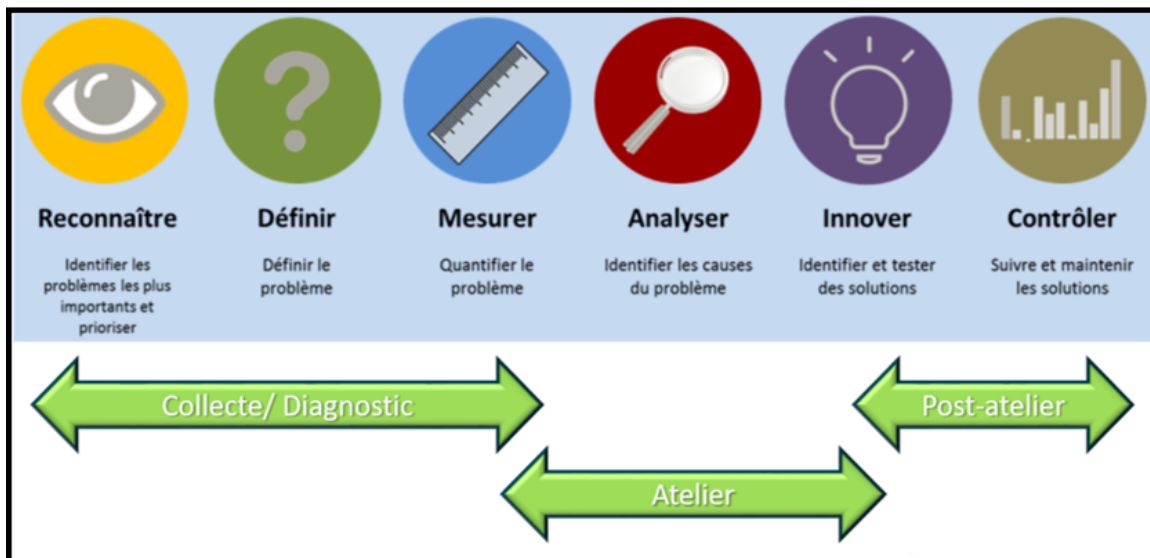 Reconnaître
Identifier les
problèmes les plus
importants et
prioriser
Définir
Définir le
problème
Mesurer
Quantifier le
problème
Analyser
Identifier les causes
du problème
Innover
Identifier et tester
des solutions
Contrôler
Suivre et maintenir
les solutions
Collecte/ Diagnostic
Post-atelier
Atelier